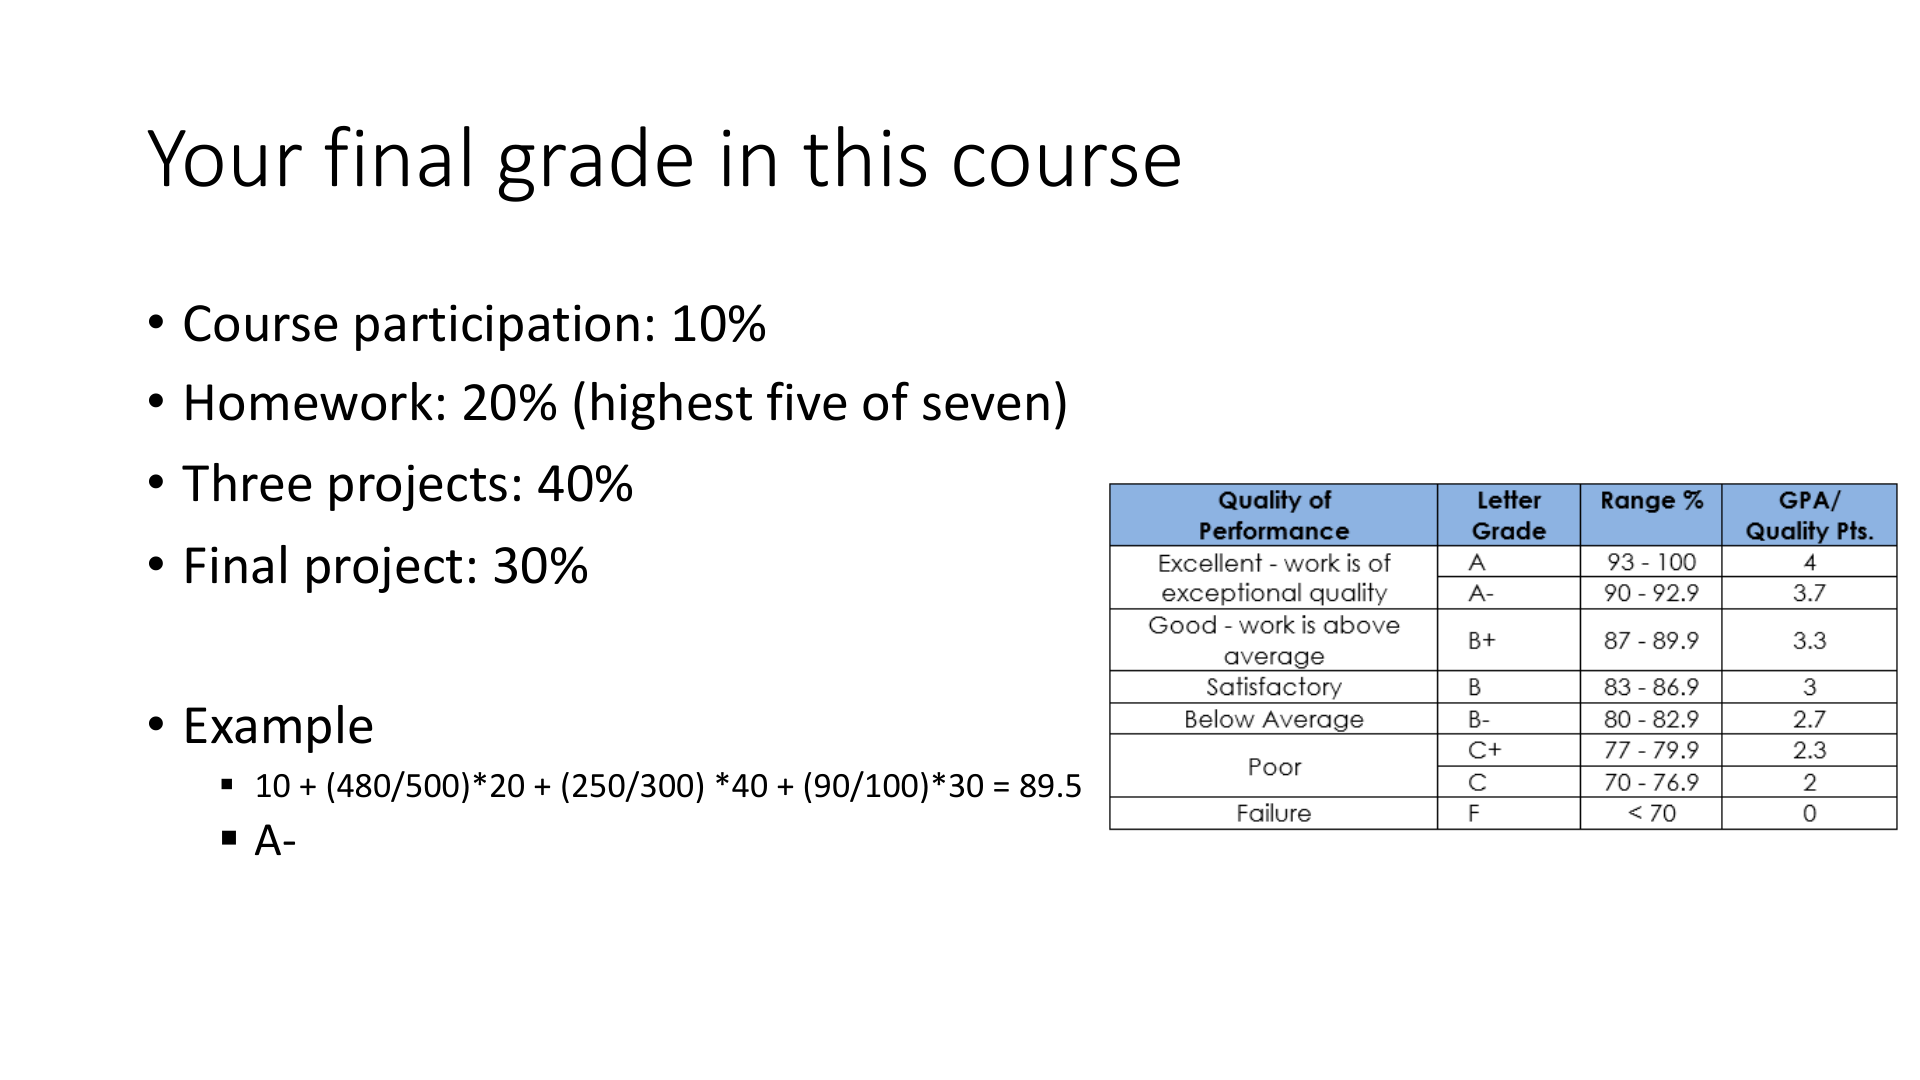 Your final grade in this course
• Course participation: 10%
• Homework: 20% (highest five of seven)
• Three projects: 40%
• Final project: 30%
• Example
▪ 10 + (480/500)*20 + (250/300) *40 + (90/100)*30 = 89.5
▪ A-
Quality of Performance Letter Grade Range % GPA/ Quality Pts.
Excellent - work is of exceptional quality A 93 - 100 4
A- 90 - 92.9 3.7
Good - work is above average B+ 87 - 89.9 3.3
Satisfactory B 83 - 86.9 3
Below Average B- 80 - 82.9 2.7
Poor C+ 77 - 79.9 2.3
C 70 - 76.9 2
Failure F < 70 0